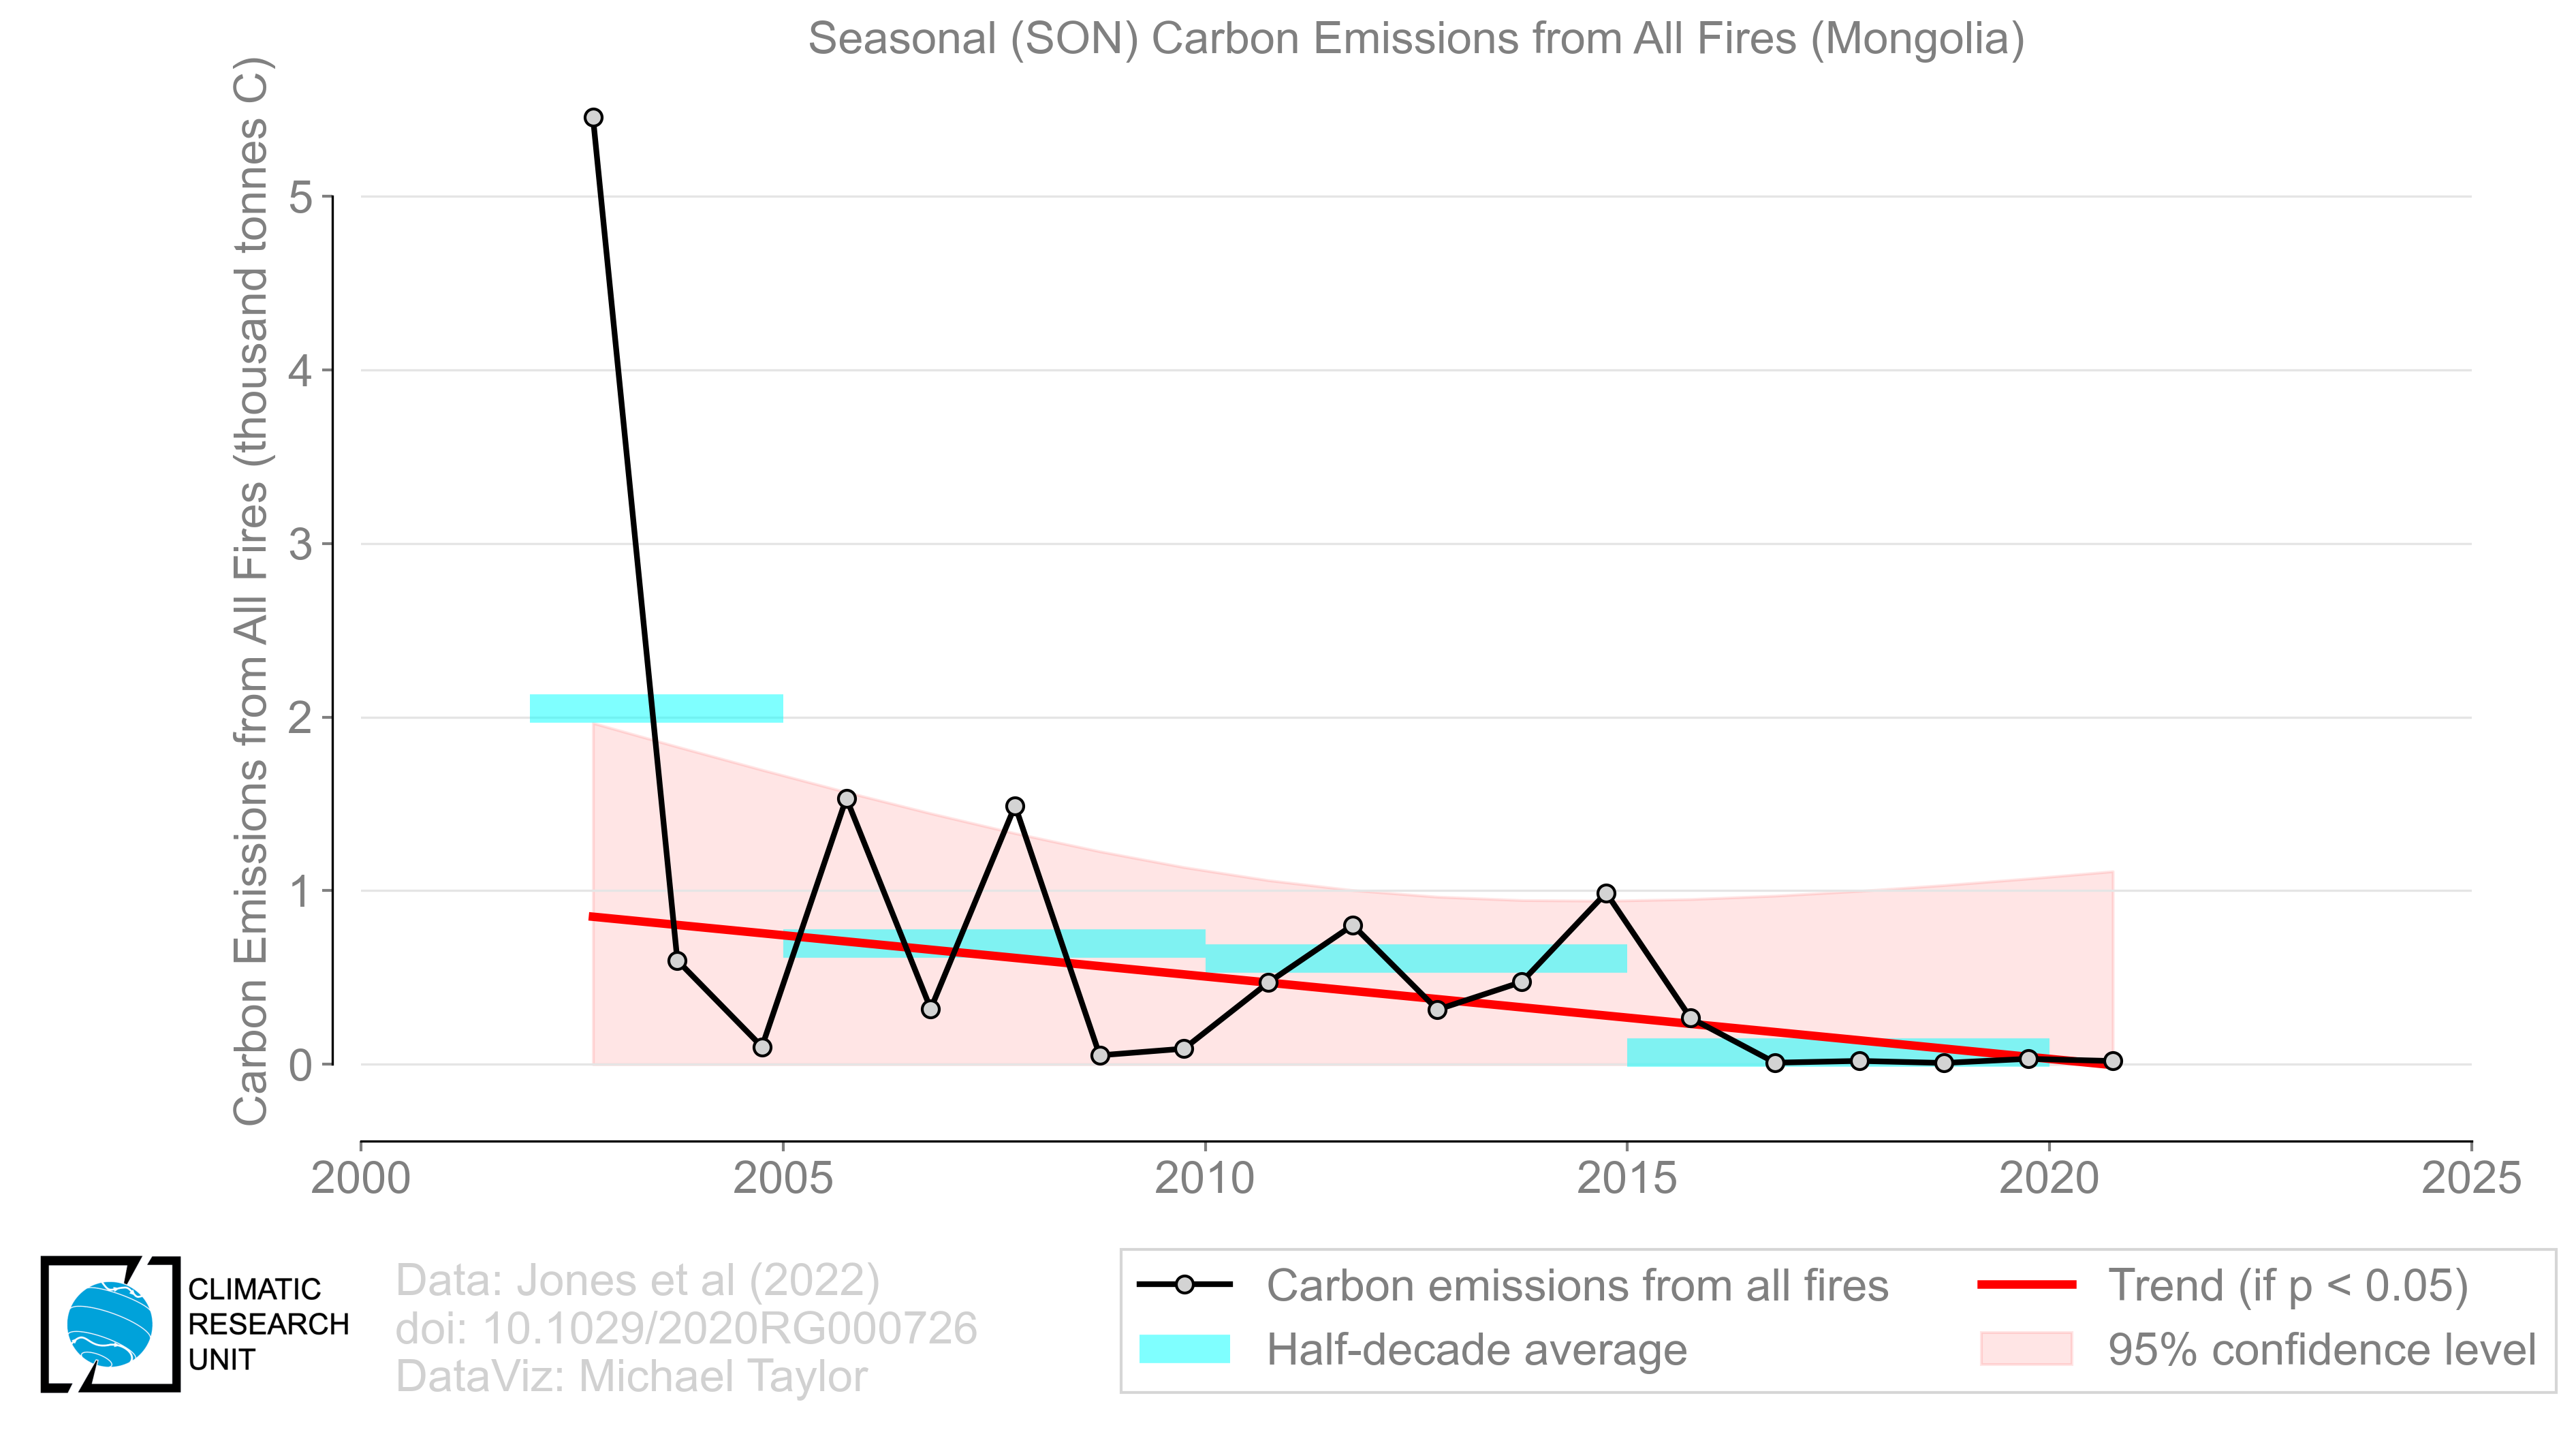 Seasonal (SON) Carbon Emissions from All Fires (Mongolia)
Carbon Emissions from All Fires (thousand tonnes C)
5
4
3
2
1
0
2000 2005 2010 2015 2020 2025
CLIMATIC
RESEARCH
UNIT
Data: Jones et al (2022)
doi: 10.1029/2020RG000726
DataViz: Michael Taylor
Carbon emissions from all fires
Half-decade average
Trend (if p < 0.05)
95% confidence level